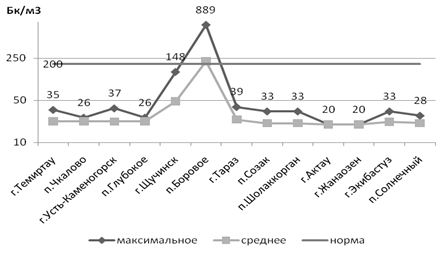 Бк/м3
889
250
200
148
50
35
26
37
26
39
33
33
20
20
33
28
10
г.Темиртау
п.Чкалово
г.Усть-Каменогорск
п.Глубокое
г.Щучинск
п.Боровое
г.Тараз
п.Созак
п.Шолаккорган
г.Актау
г.Жанаозен
г.Экибастуз
п.Солнечный
максимальное
среднее
норма